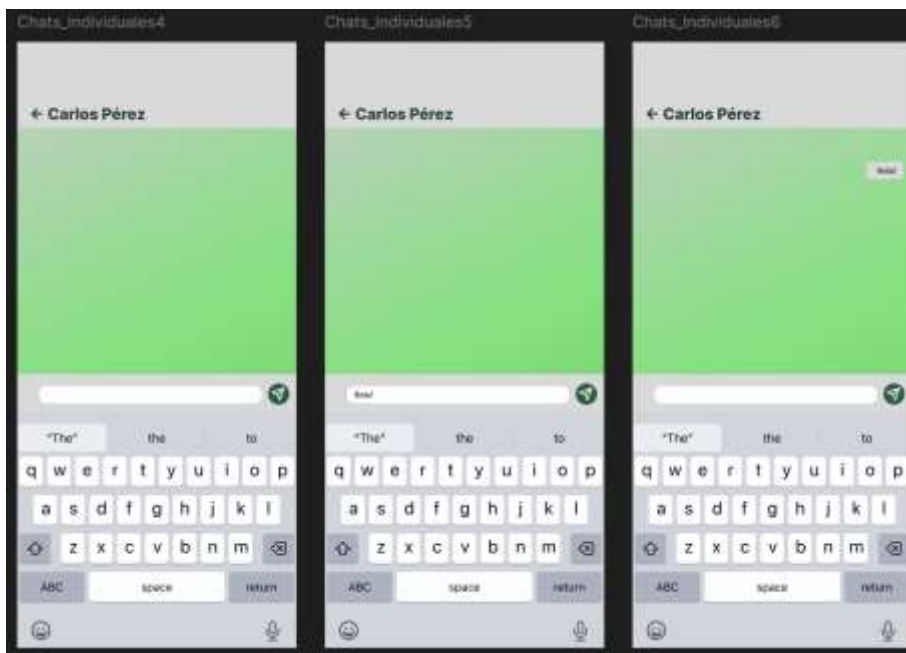 Chats_Individuales4
← Carlos Pérez
"The" the to
q w e r t y u i o p
a s d f g h j k l
z x c v b n m
ABC space return
Chats_Individuales5
← Carlos Pérez
"The" the to
q w e r t y u i o p
a s d f g h j k l
z x c v b n m
ABC space return
Chats_Individuales6
← Carlos Pérez
"The" the to
q w e r t y u i o p
a s d f g h j k l
z x c v b n m
ABC space return